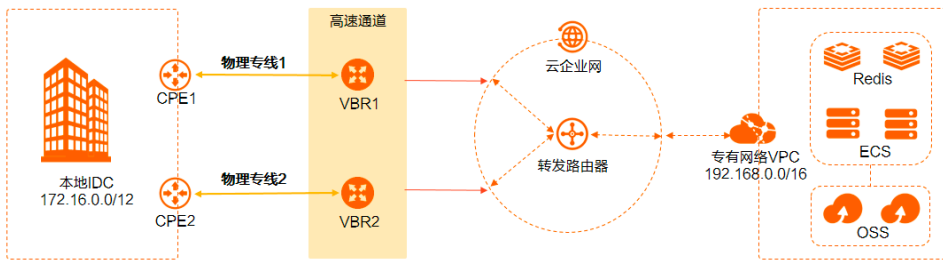 高速通道
物理专线1
CPE1
VBR1
本地IDC
172.16.0.0/12
物理专线2
CPE2
VBR2
云企业网
转发路由器
专有网络VPC
192.168.0.0/16
Redis
ECS
OSS